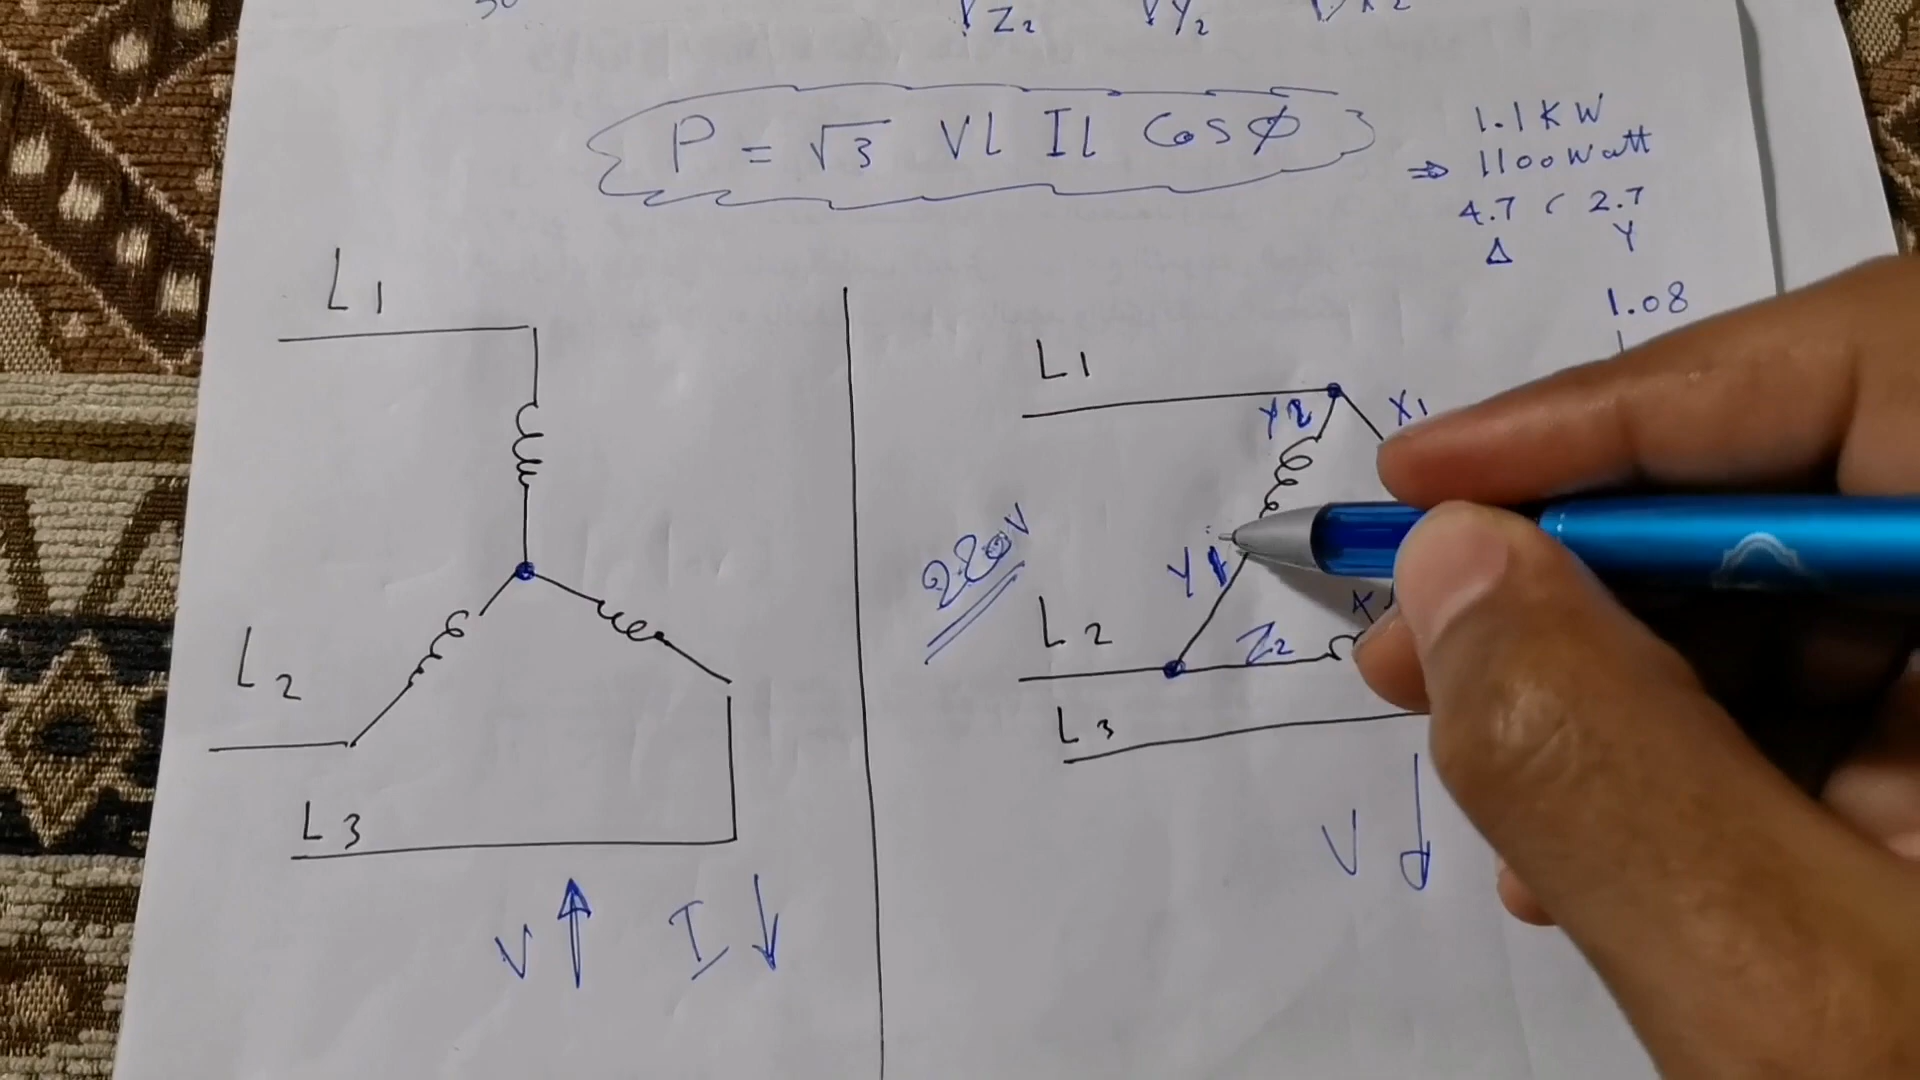 Z2 Y2
P = √3 Vl Il Cosϕ
1.1 KW
⇒ 1100 Watt
4.7 ( 2.7
Δ Y
1.08
L1
L2
L3
V ↑ I ↓
L1
Y2
X1
220V
Y1
L2
Z2
L3
V ↓